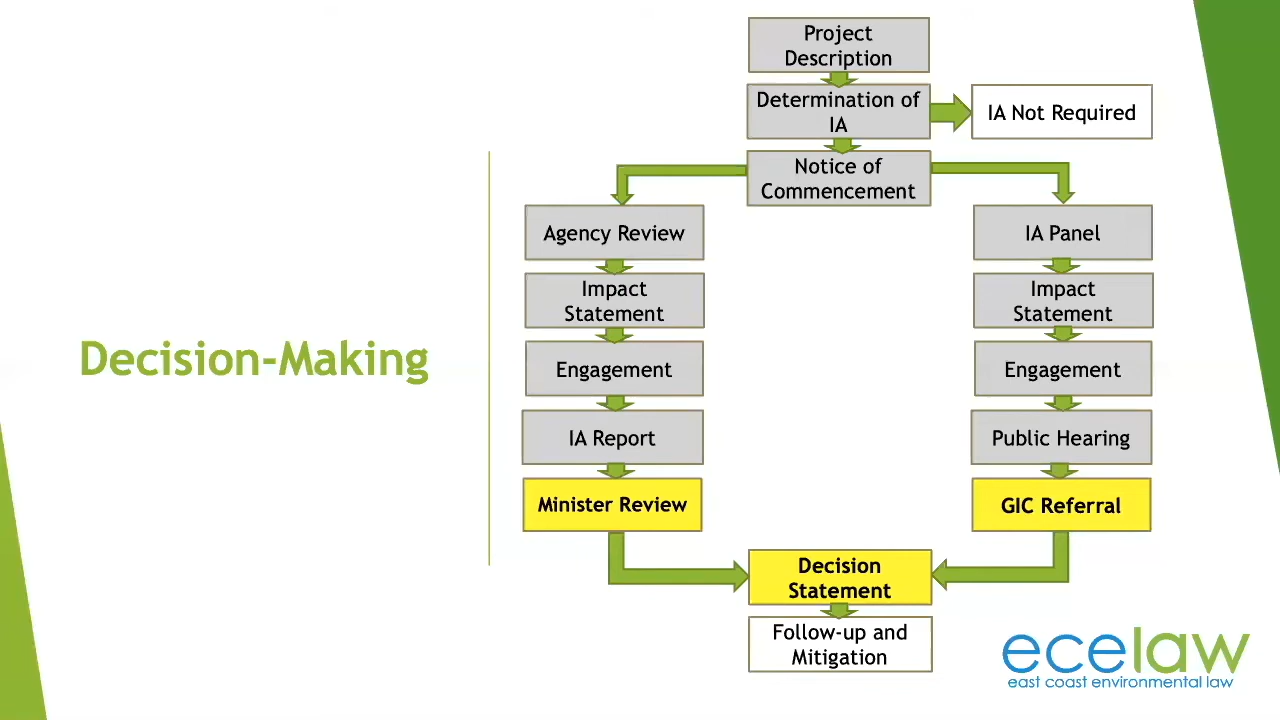 Decision-Making
Project
Description
Determination of
IA
IA Not Required
Notice of
Commencement
Agency Review
Impact
Statement
Engagement
IA Report
Minister Review
IA Panel
Impact
Statement
Engagement
Public Hearing
GIC Referral
Decision
Statement
Follow-up and
Mitigation
ecelaw
east coast environmental law